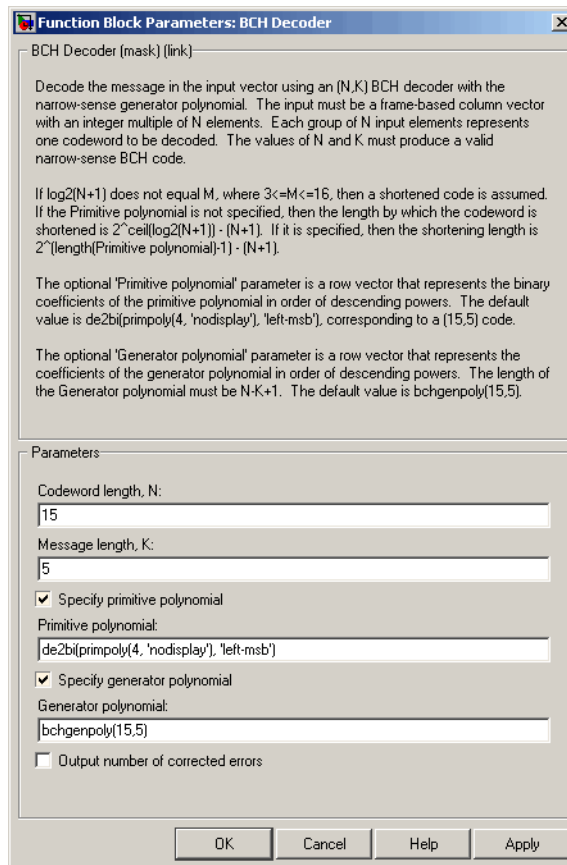 Function Block Parameters: BCH Decoder
BCH Decoder (mask) (link)
Decode the message in the input vector using an (N,K) BCH decoder with the
narrow-sense generator polynomial. The input must be a frame-based column vector
with an integer multiple of N elements. Each group of N input elements represents
one codeword to be decoded. The values of N and K must produce a valid
narrow-sense BCH code.
If log2(N+1) does not equal M, where 3<=M<=16, then a shortened code is assumed.
If the Primitive polynomial is not specified, then the length by which the codeword is
shortened is 2^ceil(log2(N+1)) - (N+1). If it is specified, then the shortening length is
2^(length(Primitive polynomial)-1) - (N+1).
The optional 'Primitive polynomial' parameter is a row vector that represents the binary
coefficients of the primitive polynomial in order of descending powers. The default
value is de2bi(primpoly(4, 'nodisplay'), 'left-msb'), corresponding to a (15,5) code.
The optional 'Generator polynomial' parameter is a row vector that represents the
coefficients of the generator polynomial in order of descending powers. The length of
the Generator polynomial must be N-K+1. The default value is bchgenpoly(15,5).
Parameters
Codeword length, N:
15
Message length, K:
5
Specify primitive polynomial
Primitive polynomial:
de2bi(primpoly(4, 'nodisplay'), 'left-msb')
Specify generator polynomial
Generator polynomial:
bchgenpoly(15,5)
Output number of corrected errors
OK Cancel Help Apply